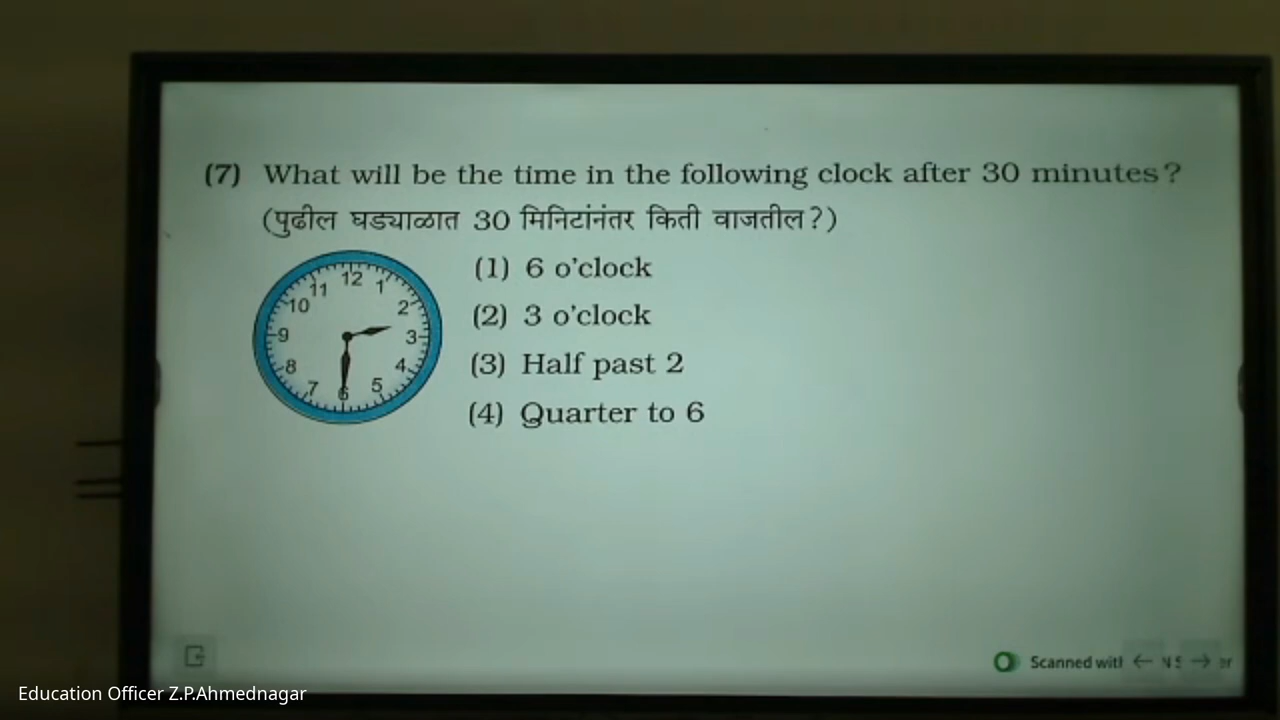 (7) What will be the time in the following clock after 30 minutes?
(पुढील घड्याळात 30 मिनिटांनंतर किती वाजतील?)
12
11 1
10 2
9 3
8 4
7 5
6
(1) 6 o'clock
(2) 3 o'clock
(3) Half past 2
(4) Quarter to 6
Scanned
Education Officer Z.P.Ahmednagar